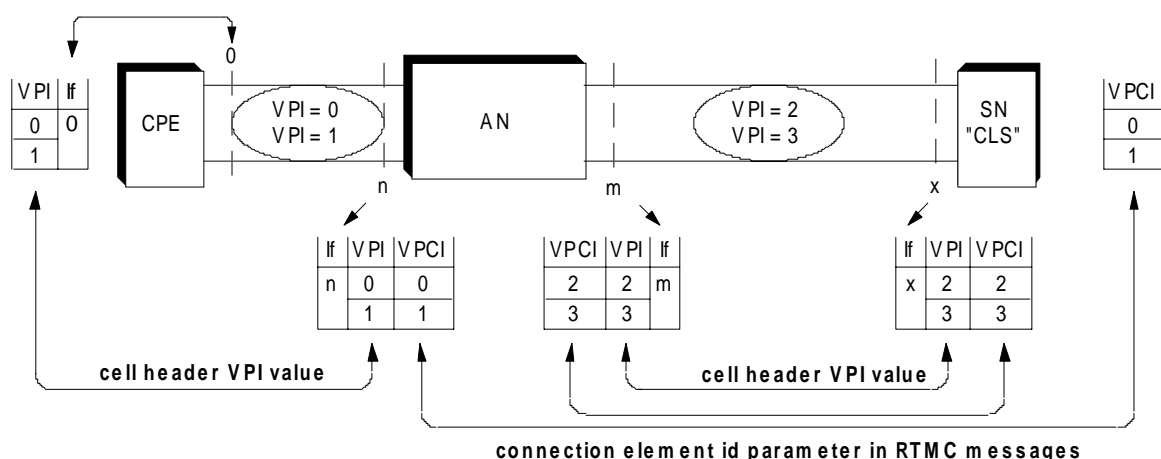 0
VPI If
0 0
1
CPE
VPI = 0
VPI = 1
AN
VPI = 2
VPI = 3
SN
"CLS"
VPCI
0
1
n
m
x
If VPI VPCI
n 0 0
1 1
VPCI VPI If
2 2 m
3 3
If VPI VPCI
x 2 2
3 3
cell header VPI value
cell header VPI value
connection element id parameter in RTMC messages